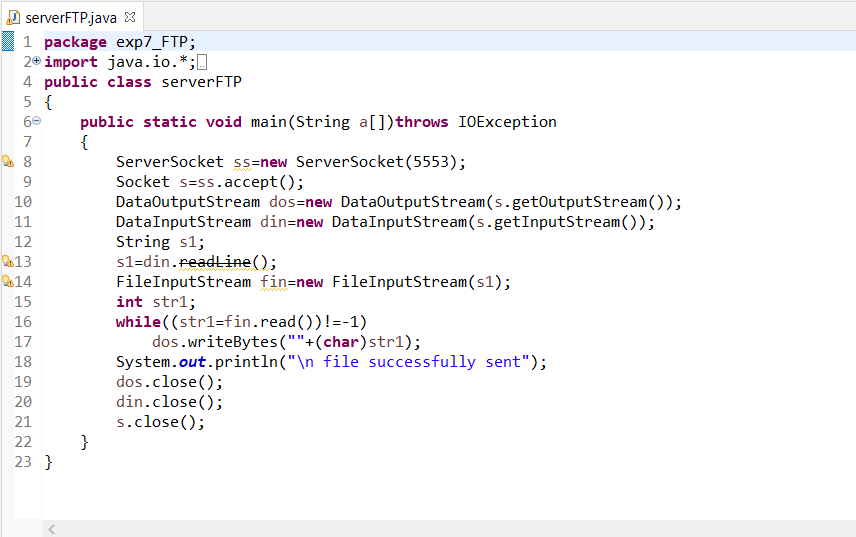 serverFTP.java
1 package exp7_FTP;
2 import java.io.*;
4 public class serverFTP
5 {
6     public static void main(String a[])throws IOException
7     {
8         ServerSocket ss=new ServerSocket(5553);
9         Socket s=ss.accept();
10         DataOutputStream dos=new DataOutputStream(s.getOutputStream());
11         DataInputStream din=new DataInputStream(s.getInputStream());
12         String s1;
13         s1=din.readLine();
14         FileInputStream fin=new FileInputStream(s1);
15         int str1;
16         while((str1=fin.read())!=-1)
17             dos.writeBytes(""+(char)str1);
18         System.out.println("\n file successfully sent");
19         dos.close();
20         din.close();
21         s.close();
22     }
23 }